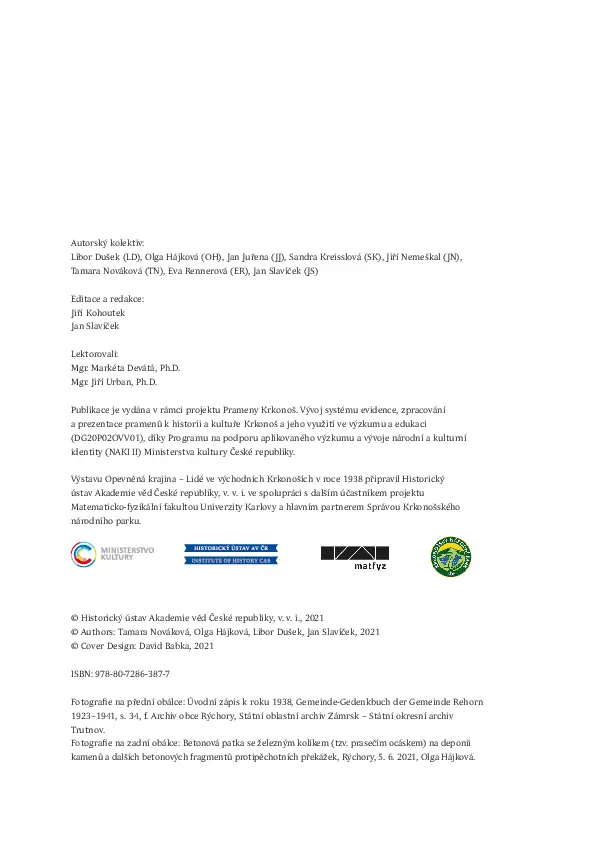 Autorský kolektiv:
Libor Dušek (LD), Olga Hájková (OH), Jan Juřena (JJ), Sandra Kreisslová (SK), Jiří Nemeškal (JN),
Tamara Nováková (TN), Eva Rennerová (ER), Jan Slavíček (JS)
Editace a redakce:
Jiří Kohoutek
Jan Slavíček
Lektorovali:
Mgr. Markéta Devátá, Ph.D.
Mgr. Jiří Urban, Ph.D.
Publikace je vydána v rámci projektu Prameny Krkonoš. Vývoj systému evidence, zpracování
a prezentace pramenů k historii a kultuře Krkonoš a jeho využití ve výzkumu a edukaci
(DG20P02OVV01), díky Programu na podporu aplikovaného výzkumu a vývoje národní a kulturní
identity (NAKI II) Ministerstva kultury České republiky.
Výstavu Opevněná krajina – Lidé ve východních Krkonoších v roce 1938 připravil Historický
ústav Akademie věd České republiky, v. v. i. ve spolupráci s dalším účastníkem projektu
Matematicko-fyzikální fakultou Univerzity Karlovy a hlavním partnerem Správou Krkonošského
národního parku.
MINISTERSTVO
KULTURY
HISTORICKÝ ÚSTAV AV ČR
INSTITUTE OF HISTORY CAS
matfyz
© Historický ústav Akademie věd České republiky, v. v. i., 2021
© Authors: Tamara Nováková, Olga Hájková, Libor Dušek, Jan Slavíček, 2021
© Cover Design: David Babka, 2021
ISBN: 978-80-7286-387-7
Fotografie na přední obálce: Úvodní zápis k roku 1938, Gemeinde-Gedenkbuch der Gemeinde Rehorn
1923–1941, s. 34, f. Archiv obce Rýchory, Státní oblastní archiv Zámrsk – Státní okresní archiv
Trutnov.
Fotografie na zadní obálce: Betonová patka se železným kolíkem (tzv. prasečím ocáskem) na deponii
kamenů a dalších betonových fragmentů protipěchotních překážek, Rýchory, 5. 6. 2021, Olga Hájková.